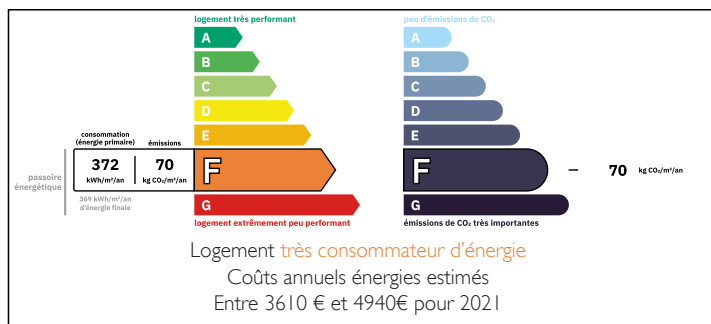 logement très performant
A
B
C
D
E
consommation
(énergie primaire)
émissions
372
kWh/m²/an
70
kg CO₂/m²/an
F
passoire
énergétique
369 kWh/m²/an
d'énergie finale
G
logement extrêmement peu performant
peu d'émissions de CO₂
A
B
C
D
E
F
70 kg CO₂/m²/an
G
émissions de CO₂ très importantes
Logement très consommateur d'énergie
Coûts annuels énergies estimés
Entre 3610 € et 4940€ pour 2021